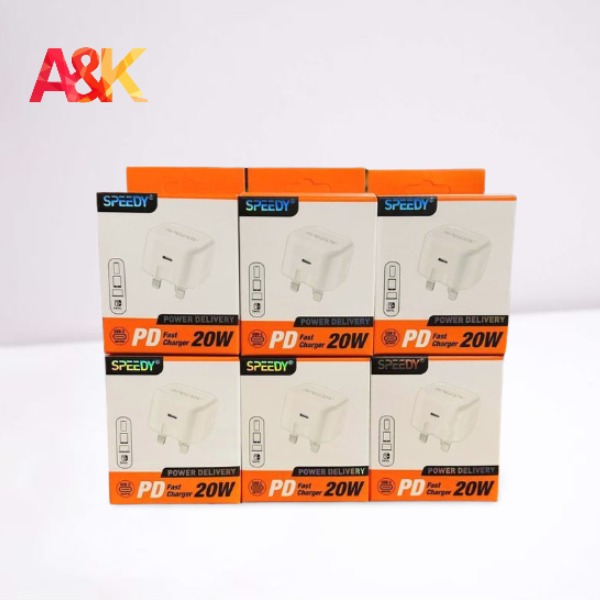 A&K
SPEEDY® SPEEDY® SPEEDY®
POWER DELIVERY POWER DELIVERY POWER DELIVERY
PD Fast Charger 20W PD Fast Charger 20W PD Fast Charger 20W
SPEEDY® SPEEDY® SPEEDY®
POWER DELIVERY POWER DELIVERY POWER DELIVERY
PD Fast Charger 20W PD Fast Charger 20W PD Fast Charger 20W